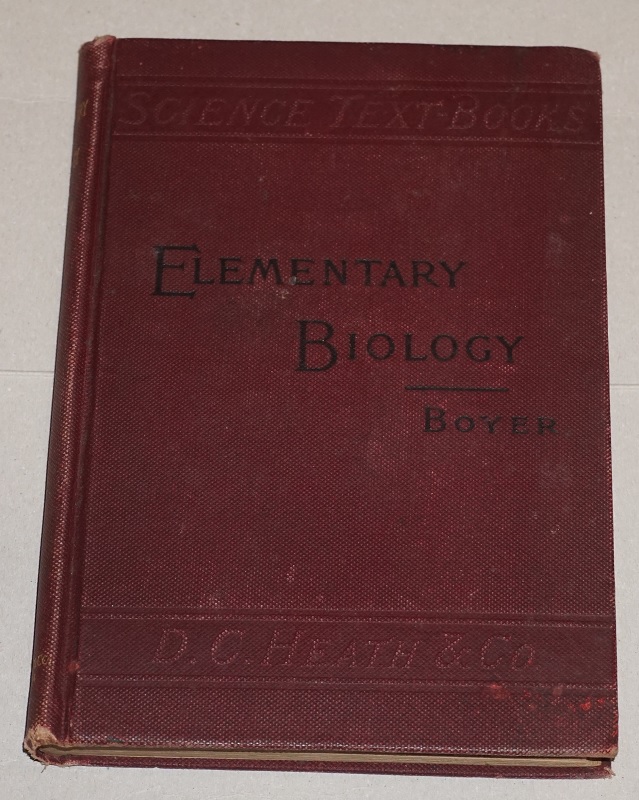 SCIENCE TEXT-BOOKS
ELEMENTARY
BIOLOGY
BOYER
D. C. HEATH & CO.